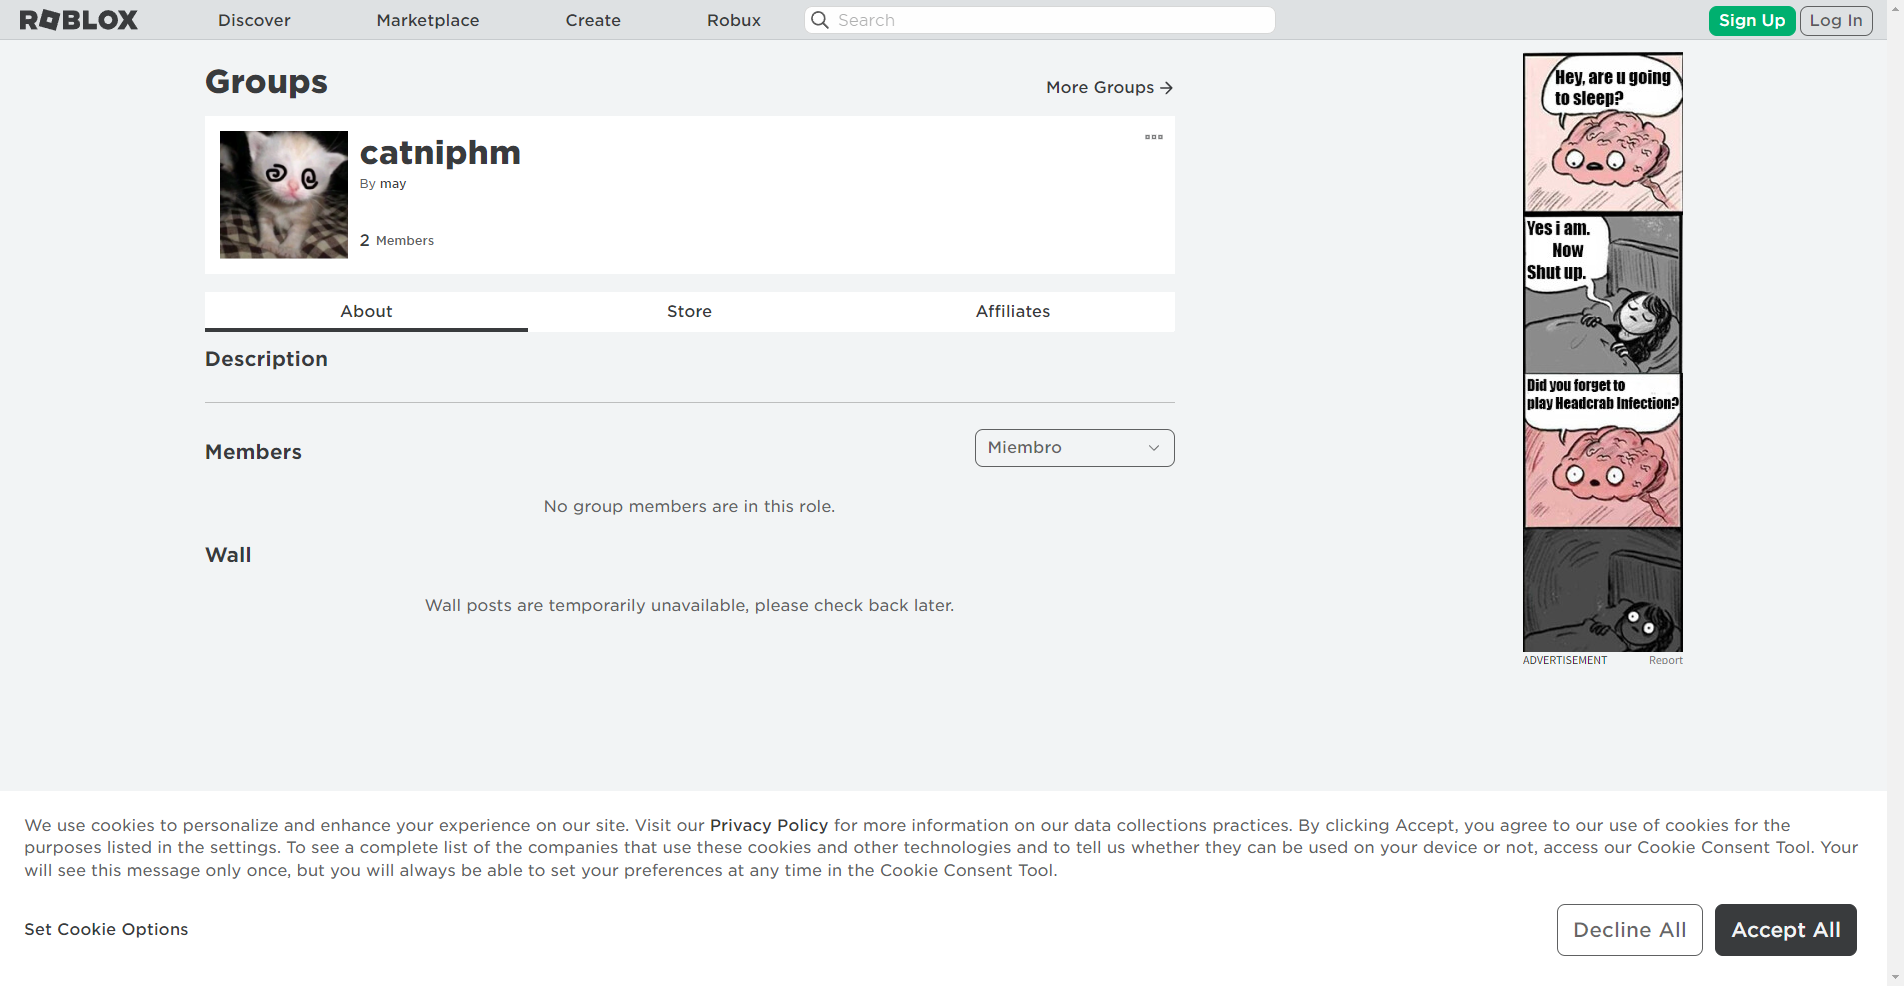 ROBLOX
Discover
Marketplace
Create
Robux
Search
Sign Up
Log In
Groups
More Groups
catniphm
By may
2 Members
About
Store
Affiliates
Description
Members
Miembro
No group members are in this role.
Wall
Wall posts are temporarily unavailable, please check back later.
Hey, are u going
to sleep?
Yes i am.
Now
Shut up.
Did you forget to
play Headcrab Infection?
ADVERTISEMENT
Report
We use cookies to personalize and enhance your experience on our site. Visit our Privacy Policy for more information on our data collections practices. By clicking Accept, you agree to our use of cookies for the
purposes listed in the settings. To see a complete list of the companies that use these cookies and other technologies and to tell us whether they can be used on your device or not, access our Cookie Consent Tool. Your
will see this message only once, but you will always be able to set your preferences at any time in the Cookie Consent Tool.
Set Cookie Options
Decline All
Accept All